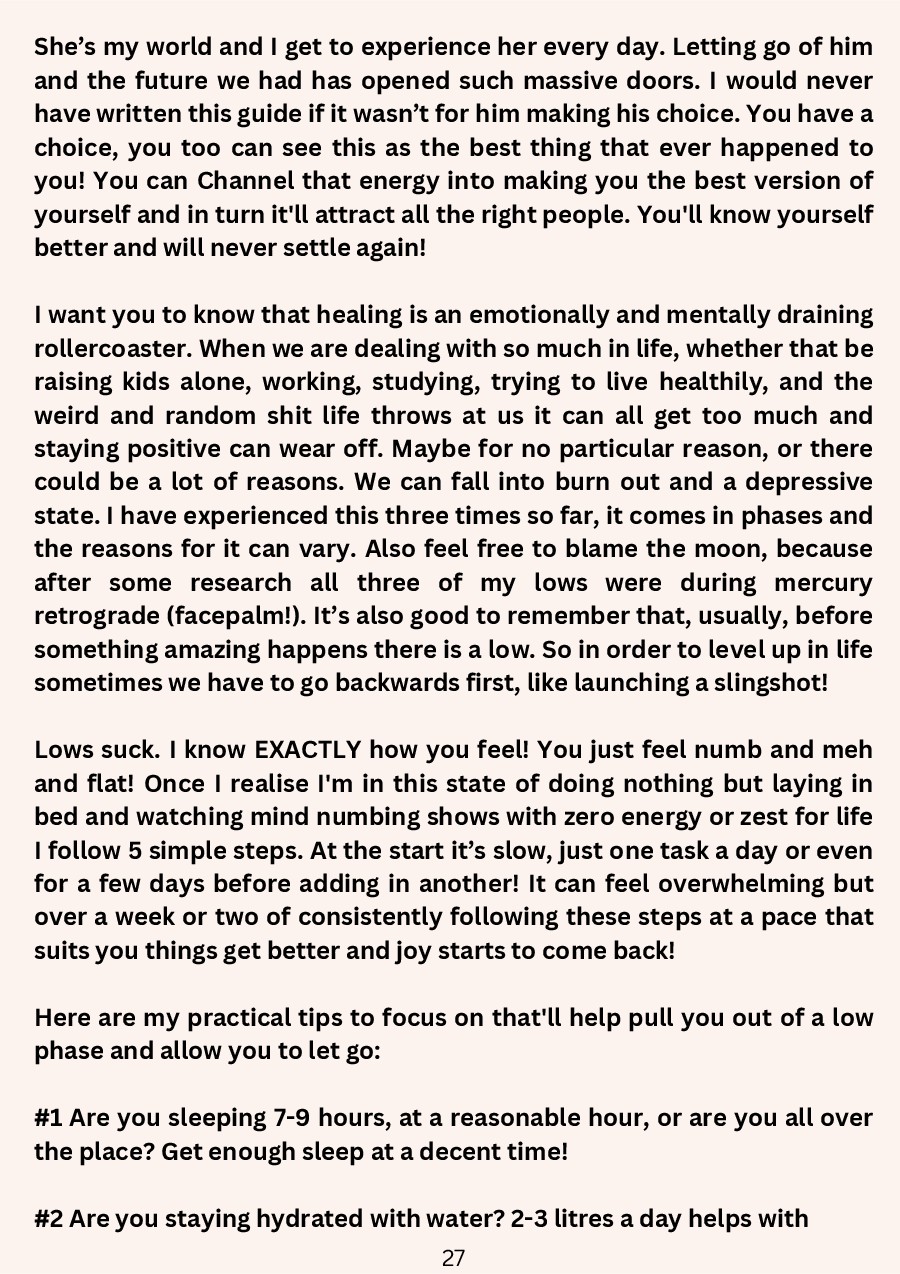 She’s my world and I get to experience her every day. Letting go of him
and the future we had has opened such massive doors. I would never
have written this guide if it wasn’t for him making his choice. You have a
choice, you too can see this as the best thing that ever happened to
you! You can Channel that energy into making you the best version of
yourself and in turn it'll attract all the right people. You'll know yourself
better and will never settle again!
I want you to know that healing is an emotionally and mentally draining
rollercoaster. When we are dealing with so much in life, whether that be
raising kids alone, working, studying, trying to live healthily, and the
weird and random shit life throws at us it can all get too much and
staying positive can wear off. Maybe for no particular reason, or there
could be a lot of reasons. We can fall into burn out and a depressive
state. I have experienced this three times so far, it comes in phases and
the reasons for it can vary. Also feel free to blame the moon, because
after some research all three of my lows were during mercury
retrograde (facepalm!). It’s also good to remember that, usually, before
something amazing happens there is a low. So in order to level up in life
sometimes we have to go backwards first, like launching a slingshot!
Lows suck. I know EXACTLY how you feel! You just feel numb and meh
and flat! Once I realise I'm in this state of doing nothing but laying in
bed and watching mind numbing shows with zero energy or zest for life
I follow 5 simple steps. At the start it’s slow, just one task a day or even
for a few days before adding in another! It can feel overwhelming but
over a week or two of consistently following these steps at a pace that
suits you things get better and joy starts to come back!
Here are my practical tips to focus on that'll help pull you out of a low
phase and allow you to let go:
#1 Are you sleeping 7-9 hours, at a reasonable hour, or are you all over
the place? Get enough sleep at a decent time!
#2 Are you staying hydrated with water? 2-3 litres a day helps with
27